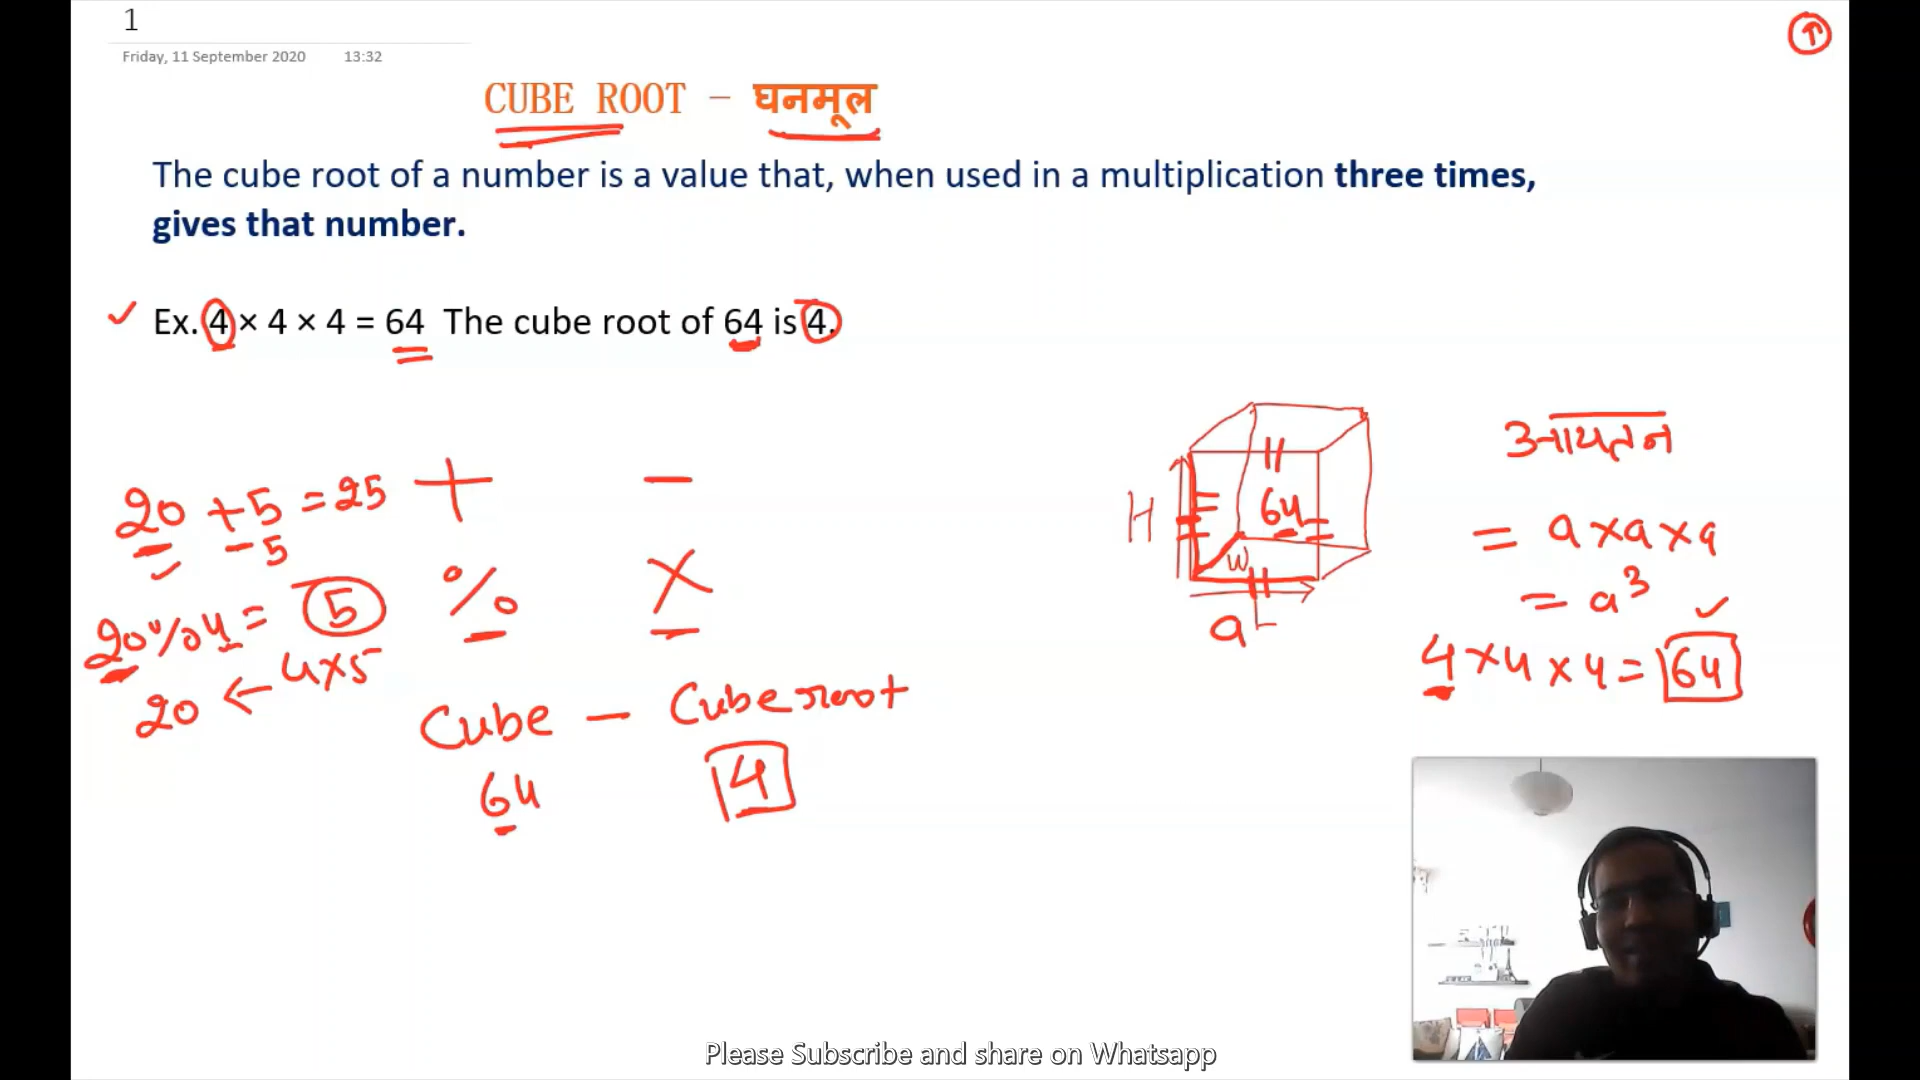 1
Friday, 11 September 2020 13:32
CUBE ROOT - घनमूल
The cube root of a number is a value that, when used in a multiplication three times,
gives that number.
Ex. 4 × 4 × 4 = 64 The cube root of 64 is 4.
20 + 5 = 25 + -
- 5
20 % 4 = 5 % ×
20 ← 4×5
Cube - Cube root
64 4
H 64 W
a L
आयतन
= a × a × a
= a³
4 × 4 × 4 = 64
Please Subscribe and share on Whatsapp